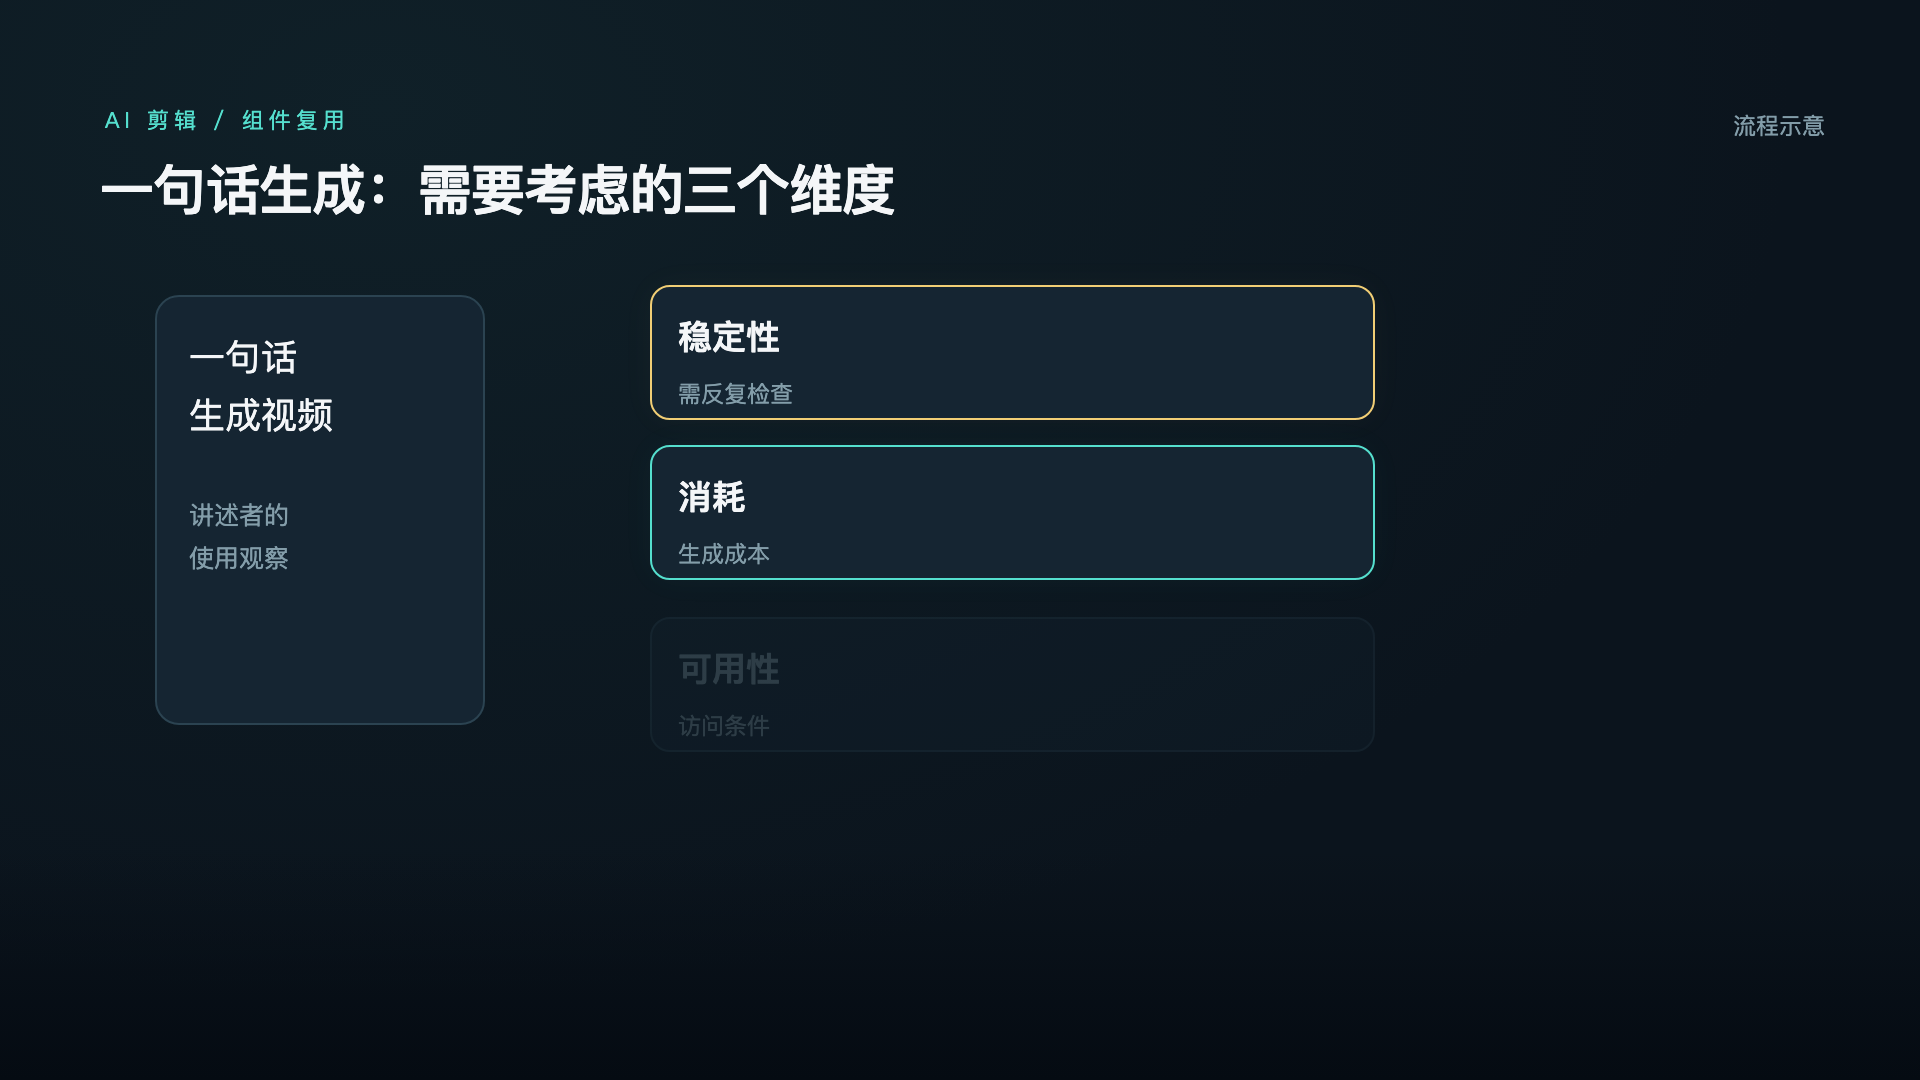 AI 剪辑 / 组件复用
流程示意
一句话生成：需要考虑的三个维度
一句话
生成视频
讲述者的
使用观察
稳定性
需反复检查
消耗
生成成本
可用性
访问条件